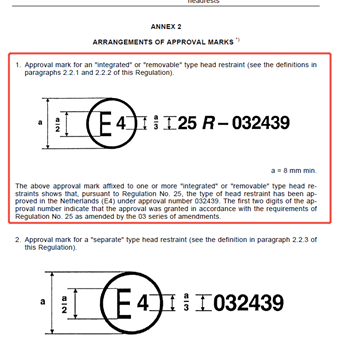 headrests
ANNEX 2
ARRANGEMENTS OF APPROVAL MARKS *)
1. Approval mark for an "integrated" or "removable" type head restraint (see the definitions in
paragraphs 2.2.1 and 2.2.2 of this Regulation).
a a/2 E 4 a/3 25 R – 032439
a = 8 mm min.
The above approval mark affixed to one or more "integrated" or "removable" type head re-
straints shows that, pursuant to Regulation No. 25, the type of head restraint has been ap-
proved in the Netherlands (E4) under approval number 032439. The first two digits of the ap-
proval number indicate that the approval was granted in accordance with the requirements of
Regulation No. 25 as amended by the 03 series of amendments.
2. Approval mark for a "separate" type head restraint (see the definition in paragraph 2.2.3 of
this Regulation).
a a/2 E 4 a/3 032439